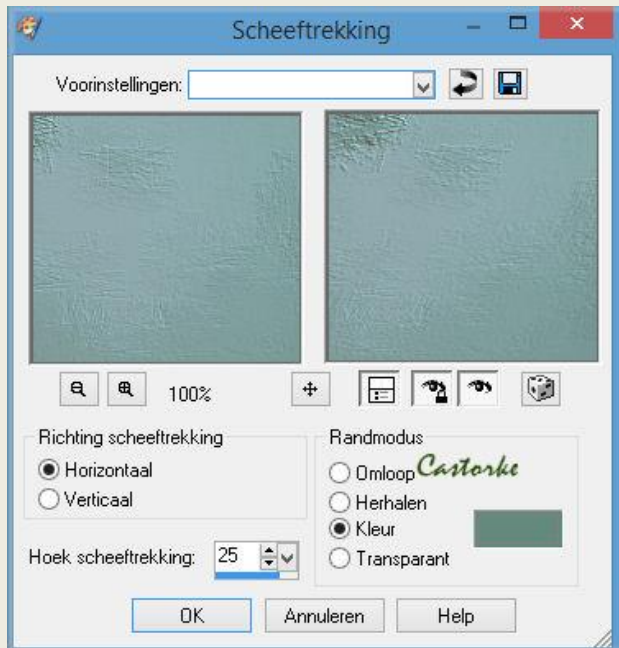 Scheeftrekking
Voorinstellingen:
100%
Richting scheeftrekking
Horizontaal
Verticaal
Hoek scheeftrekking: 25
Randmodus
Omloop Castorke
Herhalen
Kleur
Transparant
OK Annuleren Help